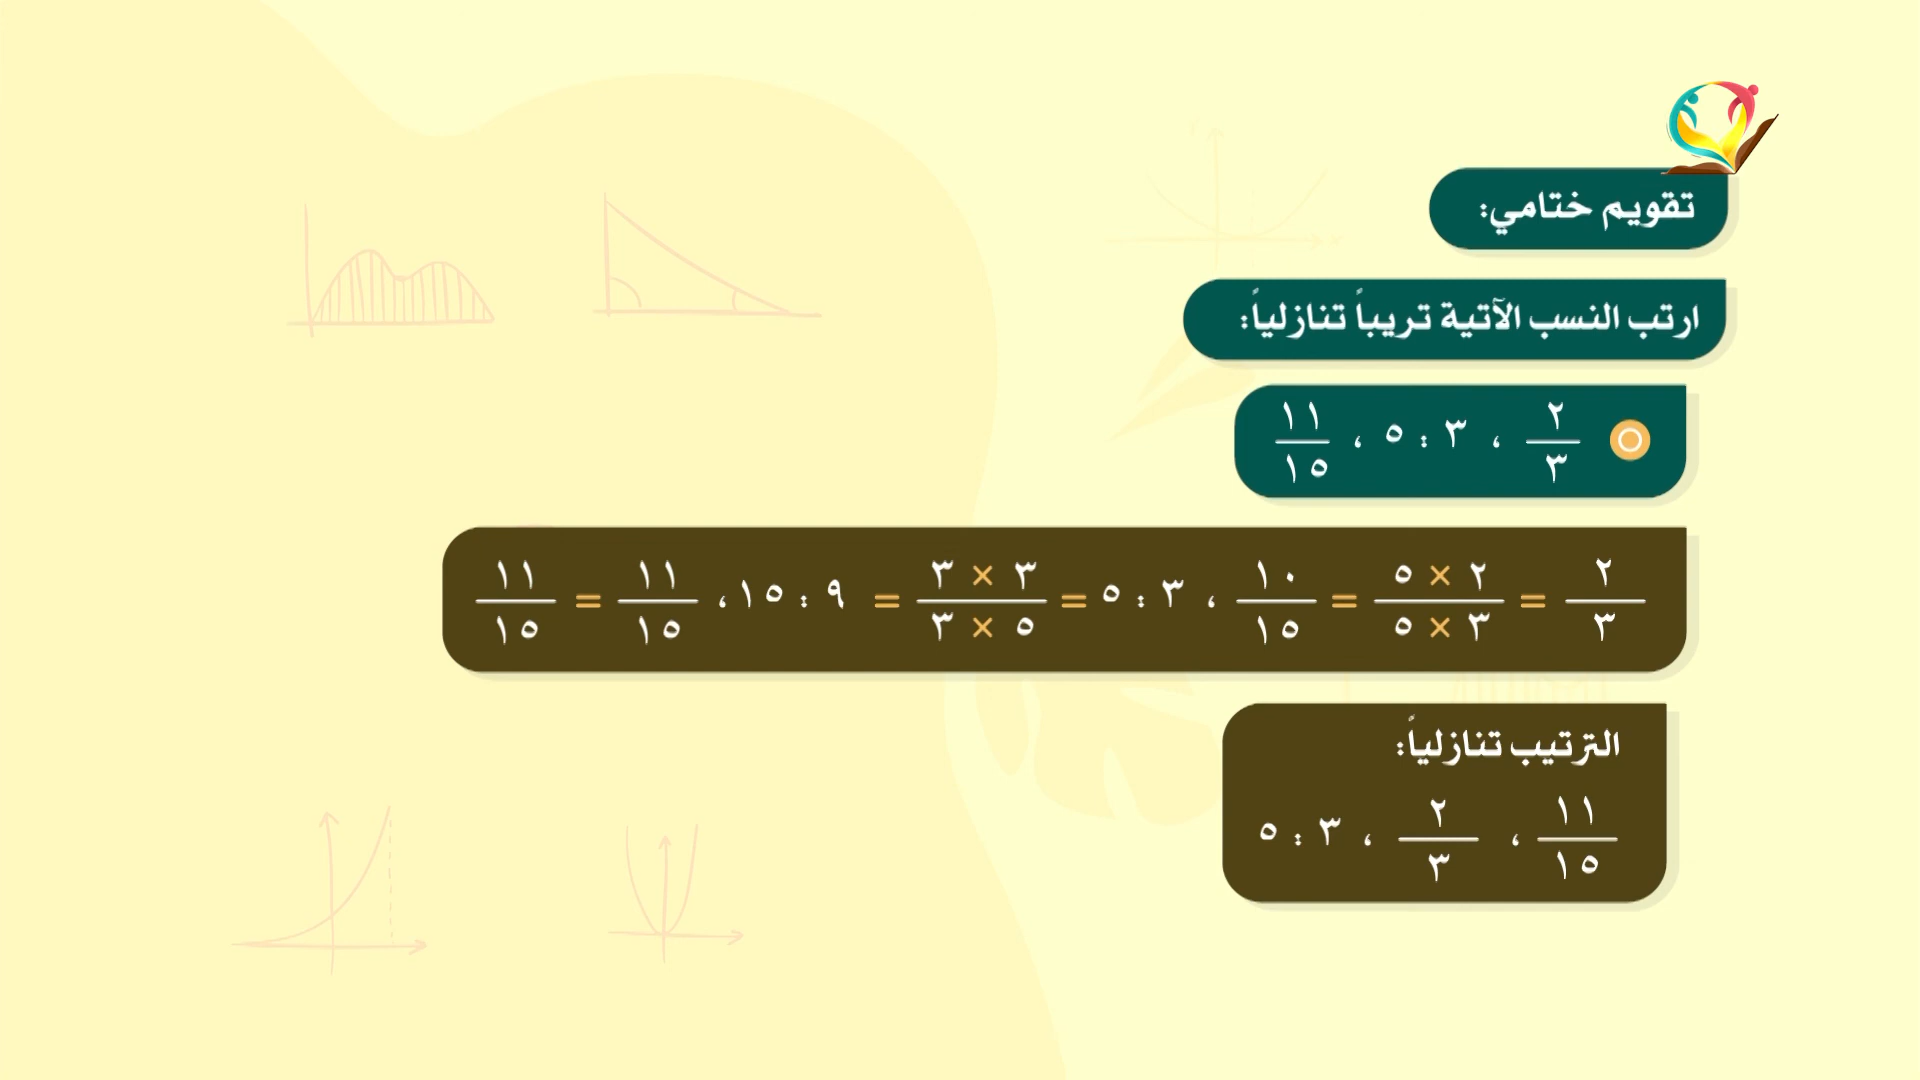 تقويم ختامي:
ارتب النسب الآتية تريباً تنازلياً:
٢/٣ ، ٣ : ٥ ، ١١/١٥
٢/٣ = ٢ × ٥/٣ × ٥ = ١٠/١٥ ، ٣ : ٥ = ٣ × ٣/٥ × ٣ = ٩ : ١٥ ، ١١/١٥ = ١١/١٥
الترتيب تنازلياً:
١١/١٥ ، ٢/٣ ، ٣ : ٥